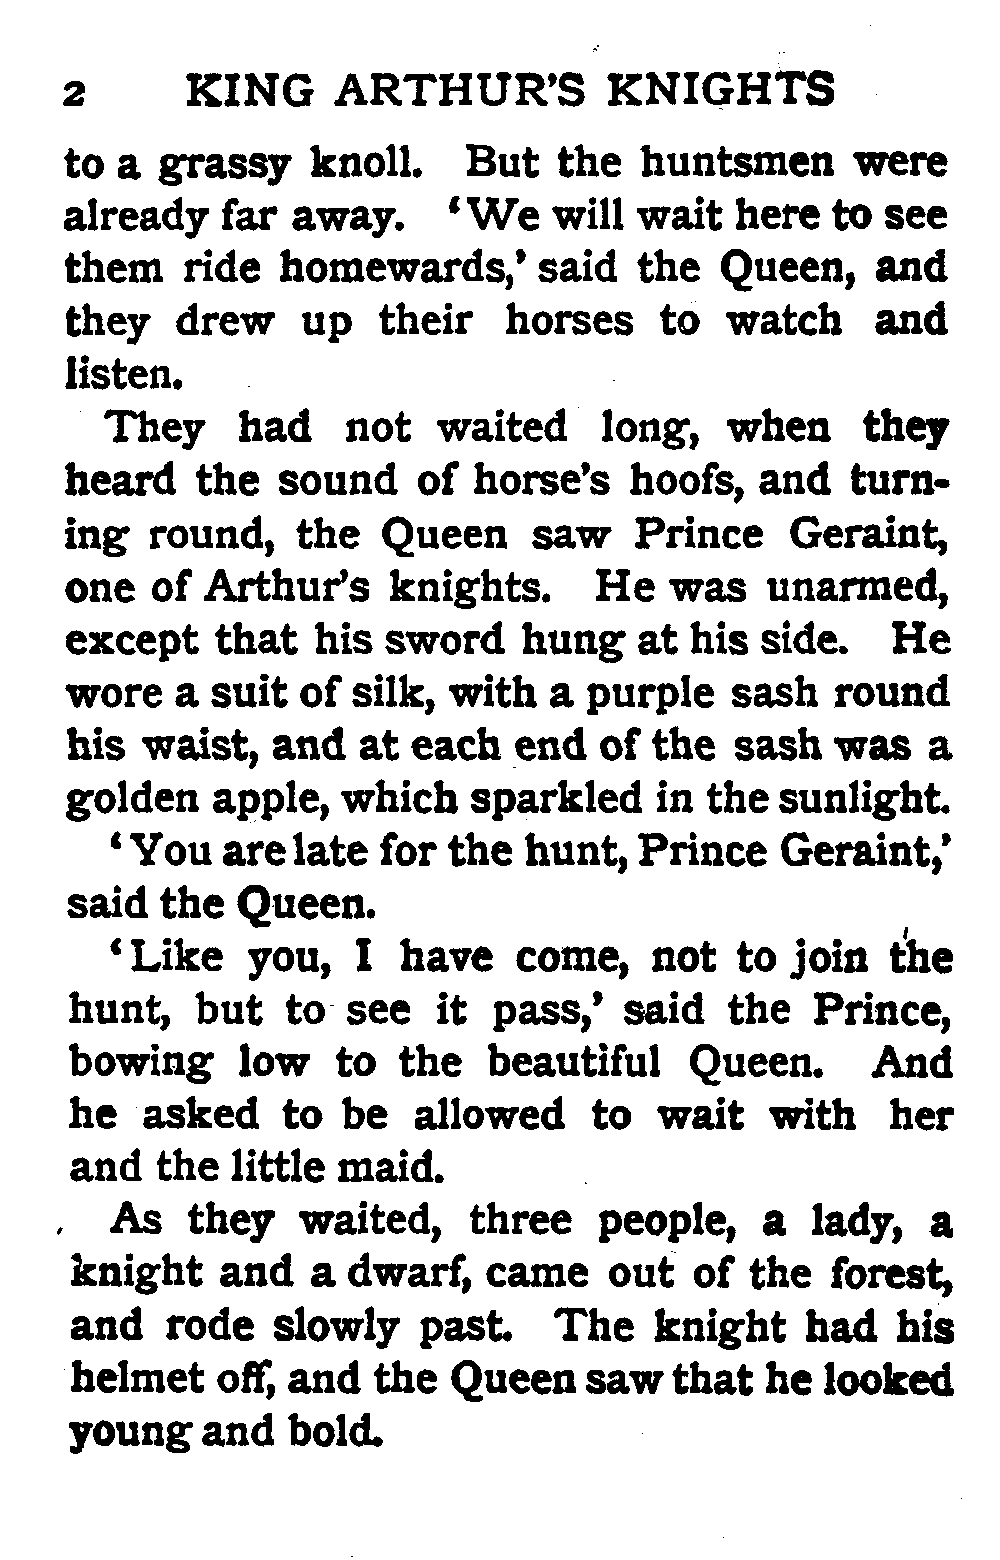 2 KING ARTHUR'S KNIGHTS
to a grassy knoll. But the huntsmen were
already far away. ‘We will wait here to see
them ride homewards,’ said the Queen, and
they drew up their horses to watch and
listen.
They had not waited long, when they
heard the sound of horse's hoofs, and turn-
ing round, the Queen saw Prince Geraint,
one of Arthur's knights. He was unarmed,
except that his sword hung at his side. He
wore a suit of silk, with a purple sash round
his waist, and at each end of the sash was a
golden apple, which sparkled in the sunlight.
‘You are late for the hunt, Prince Geraint,’
said the Queen.
‘Like you, I have come, not to join the
hunt, but to see it pass,’ said the Prince,
bowing low to the beautiful Queen. And
he asked to be allowed to wait with her
and the little maid.
As they waited, three people, a lady, a
knight and a dwarf, came out of the forest,
and rode slowly past. The knight had his
helmet off, and the Queen saw that he looked
young and bold.